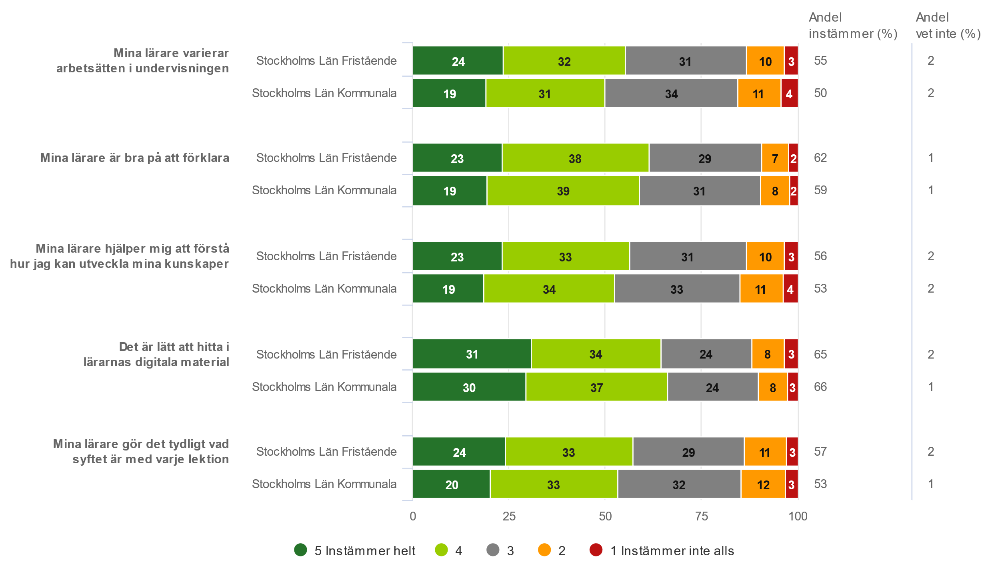 Andel
instämmer (%)
Andel
vet inte (%)
Mina lärare varierar
arbetsätten i undervisningen
Stockholms Län Fristående 24 32 31 10 3 55 2
Stockholms Län Kommunala 19 31 34 11 4 50 2
Mina lärare är bra på att förklara
Stockholms Län Fristående 23 38 29 7 2 62 1
Stockholms Län Kommunala 19 39 31 8 2 59 1
Mina lärare hjälper mig att förstå
hur jag kan utveckla mina kunskaper
Stockholms Län Fristående 23 33 31 10 3 56 2
Stockholms Län Kommunala 19 34 33 11 4 53 2
Det är lätt att hitta i
lärarnas digitala material
Stockholms Län Fristående 31 34 24 8 3 65 2
Stockholms Län Kommunala 30 37 24 8 3 66 1
Mina lärare gör det tydligt vad
syftet är med varje lektion
Stockholms Län Fristående 24 33 29 11 3 57 2
Stockholms Län Kommunala 20 33 32 12 3 53 1
0 25 50 75 100
5 Instämmer helt 4 3 2 1 Instämmer inte alls